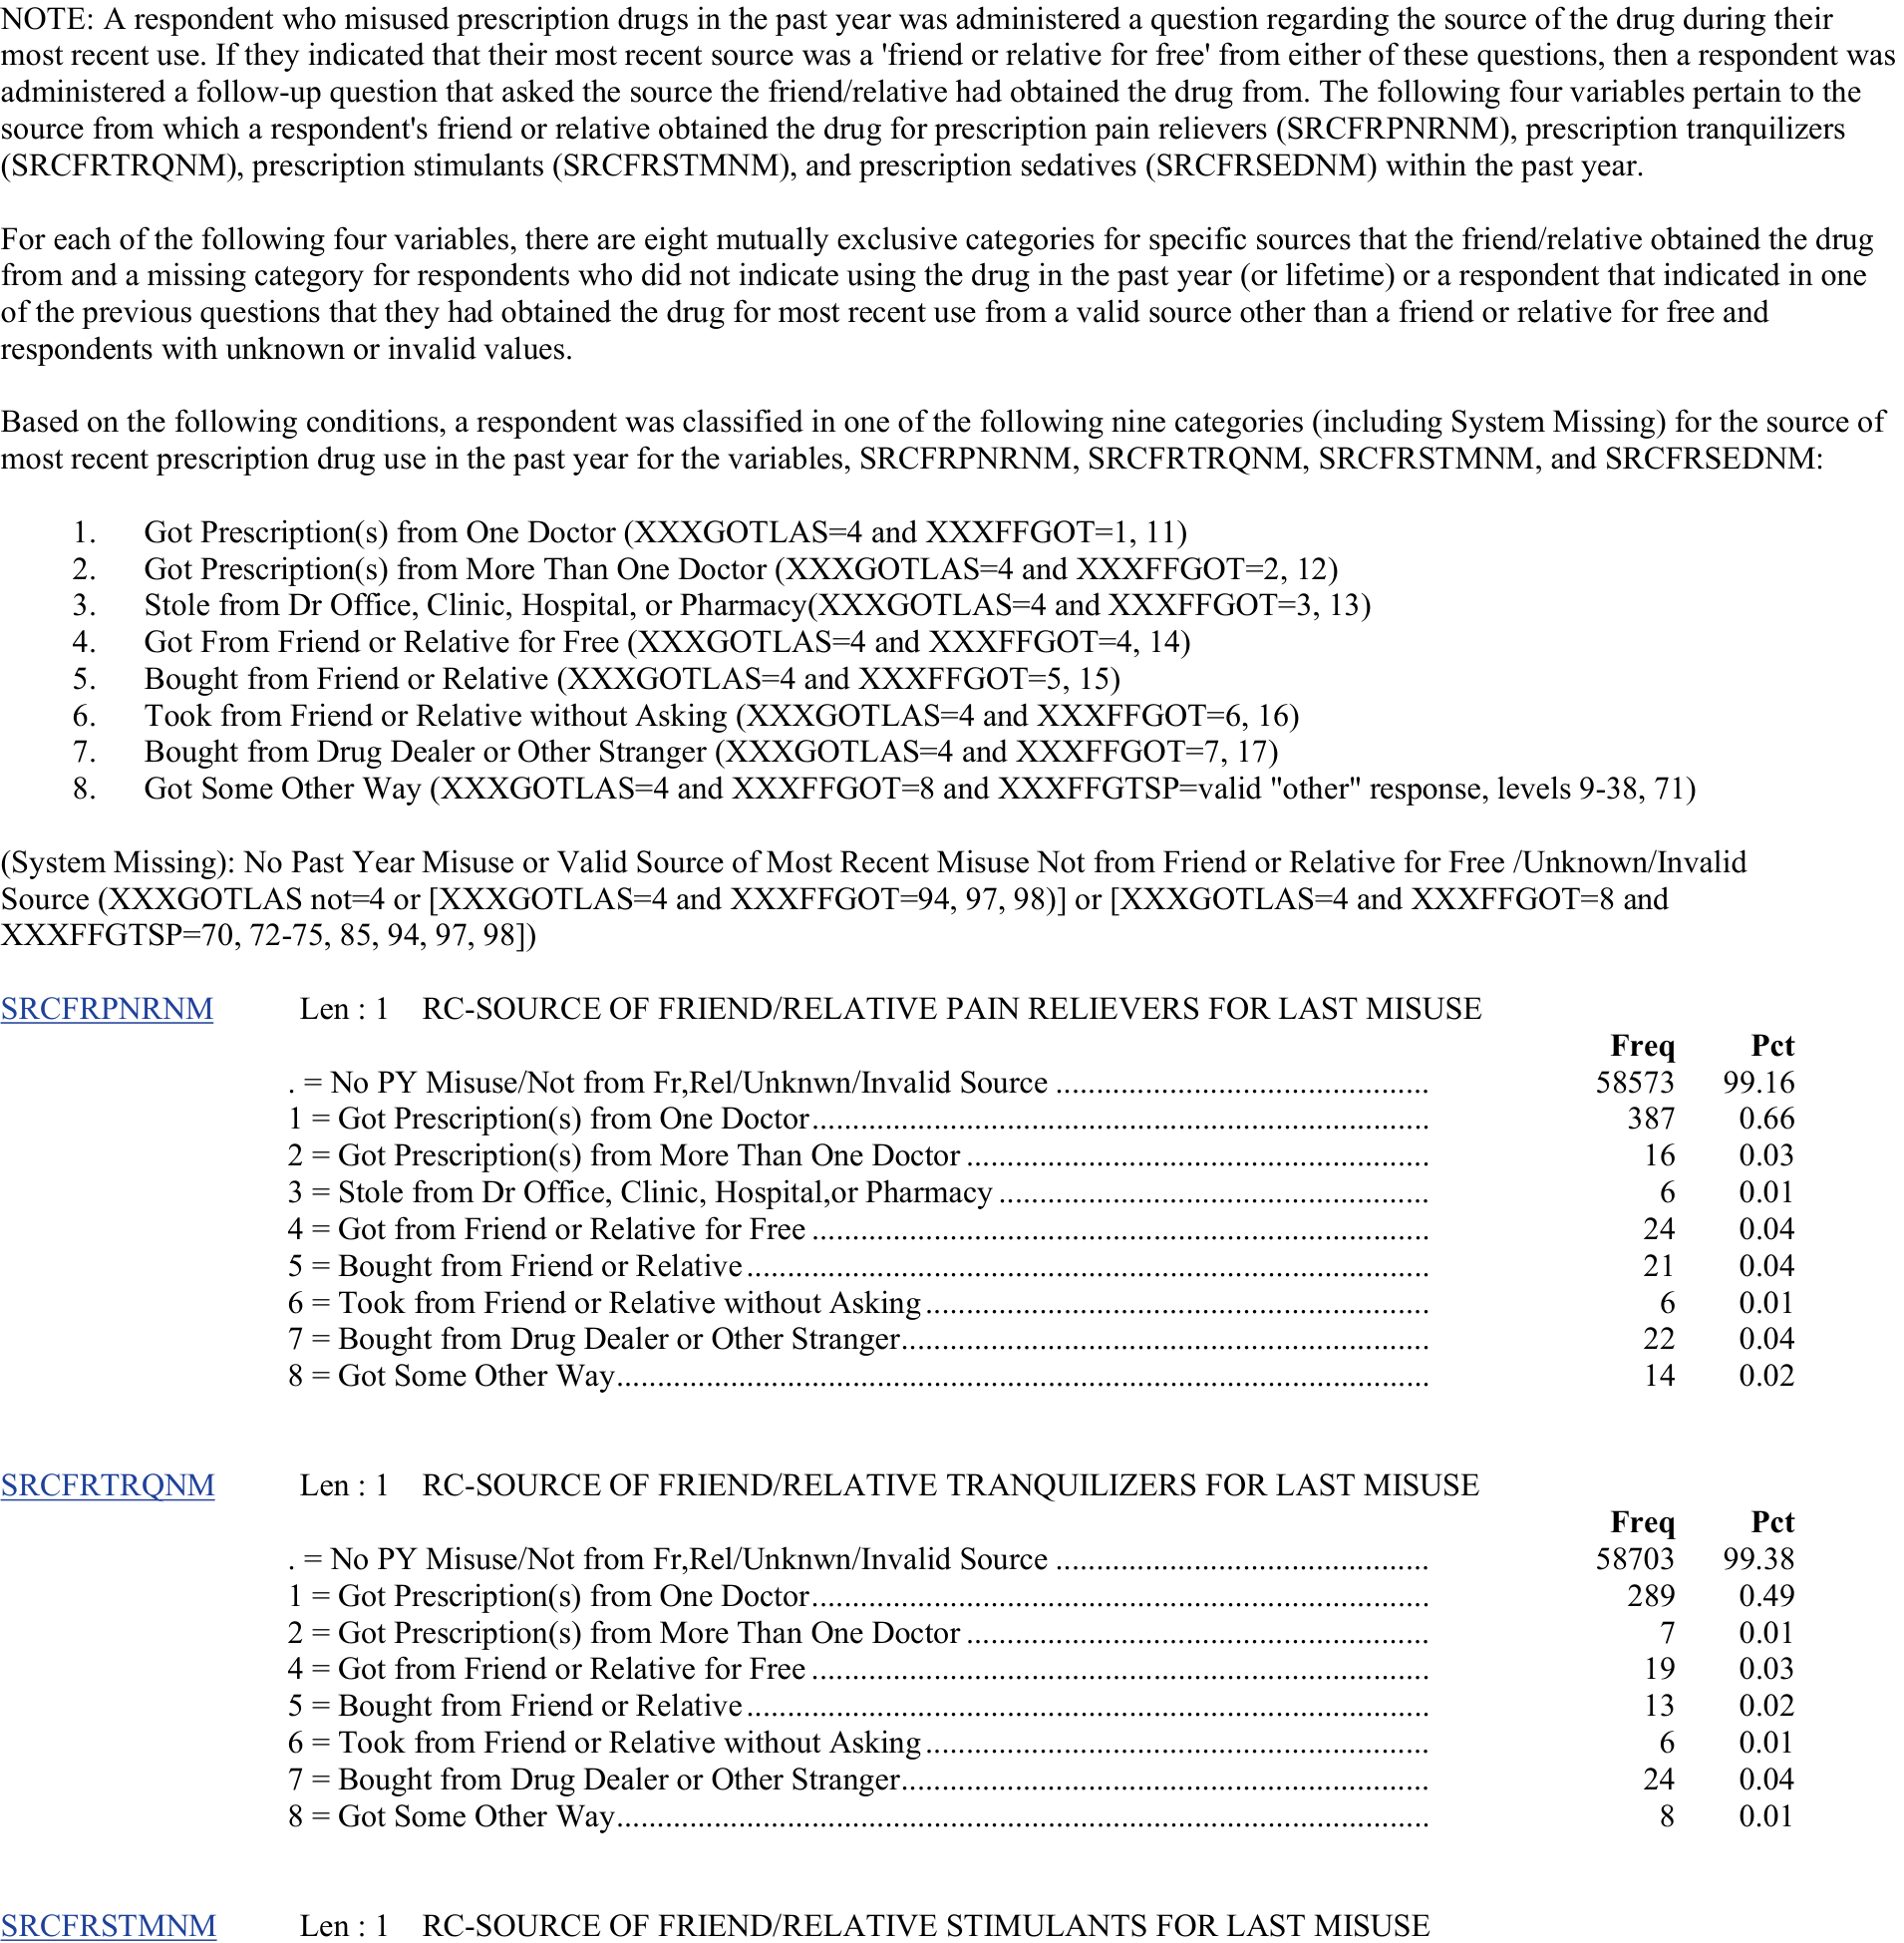 NOTE: A respondent who misused prescription drugs in the past year was administered a question regarding the source of the drug during their
most recent use. If they indicated that their most recent source was a 'friend or relative for free' from either of these questions, then a respondent was
administered a follow-up question that asked the source the friend/relative had obtained the drug from. The following four variables pertain to the
source from which a respondent's friend or relative obtained the drug for prescription pain relievers (SRCFRPNRNM), prescription tranquilizers
(SRCFRTRQNM), prescription stimulants (SRCFRSTMNM), and prescription sedatives (SRCFRSEDNM) within the past year.
For each of the following four variables, there are eight mutually exclusive categories for specific sources that the friend/relative obtained the drug
from and a missing category for respondents who did not indicate using the drug in the past year (or lifetime) or a respondent that indicated in one
of the previous questions that they had obtained the drug for most recent use from a valid source other than a friend or relative for free and
respondents with unknown or invalid values.
Based on the following conditions, a respondent was classified in one of the following nine categories (including System Missing) for the source of
most recent prescription drug use in the past year for the variables, SRCFRPNRNM, SRCFRTRQNM, SRCFRSTMNM, and SRCFRSEDNM:
1. Got Prescription(s) from One Doctor (XXXGOTLAS=4 and XXXFFGOT=1, 11)
2. Got Prescription(s) from More Than One Doctor (XXXGOTLAS=4 and XXXFFGOT=2, 12)
3. Stole from Dr Office, Clinic, Hospital, or Pharmacy(XXXGOTLAS=4 and XXXFFGOT=3, 13)
4. Got From Friend or Relative for Free (XXXGOTLAS=4 and XXXFFGOT=4, 14)
5. Bought from Friend or Relative (XXXGOTLAS=4 and XXXFFGOT=5, 15)
6. Took from Friend or Relative without Asking (XXXGOTLAS=4 and XXXFFGOT=6, 16)
7. Bought from Drug Dealer or Other Stranger (XXXGOTLAS=4 and XXXFFGOT=7, 17)
8. Got Some Other Way (XXXGOTLAS=4 and XXXFFGOT=8 and XXXFFGTSP=valid "other" response, levels 9-38, 71)
(System Missing): No Past Year Misuse or Valid Source of Most Recent Misuse Not from Friend or Relative for Free /Unknown/Invalid
Source (XXXGOTLAS not=4 or [XXXGOTLAS=4 and XXXFFGOT=94, 97, 98)] or [XXXGOTLAS=4 and XXXFFGOT=8 and
XXXFFGTSP=70, 72-75, 85, 94, 97, 98])
SRCFRPNRNM Len : 1 RC-SOURCE OF FRIEND/RELATIVE PAIN RELIEVERS FOR LAST MISUSE
Freq Pct
. = No PY Misuse/Not from Fr,Rel/Unknwn/Invalid Source .............................................. 58573 99.16
1 = Got Prescription(s) from One Doctor............................................................................ 387 0.66
2 = Got Prescription(s) from More Than One Doctor ......................................................... 16 0.03
3 = Stole from Dr Office, Clinic, Hospital,or Pharmacy ..................................................... 6 0.01
4 = Got from Friend or Relative for Free ............................................................................ 24 0.04
5 = Bought from Friend or Relative.................................................................................... 21 0.04
6 = Took from Friend or Relative without Asking.............................................................. 6 0.01
7 = Bought from Drug Dealer or Other Stranger................................................................. 22 0.04
8 = Got Some Other Way.................................................................................................... 14 0.02
SRCFRTRQNM Len : 1 RC-SOURCE OF FRIEND/RELATIVE TRANQUILIZERS FOR LAST MISUSE
Freq Pct
. = No PY Misuse/Not from Fr,Rel/Unknwn/Invalid Source .............................................. 58703 99.38
1 = Got Prescription(s) from One Doctor............................................................................ 289 0.49
2 = Got Prescription(s) from More Than One Doctor ......................................................... 7 0.01
4 = Got from Friend or Relative for Free ............................................................................ 19 0.03
5 = Bought from Friend or Relative.................................................................................... 13 0.02
6 = Took from Friend or Relative without Asking.............................................................. 6 0.01
7 = Bought from Drug Dealer or Other Stranger................................................................. 24 0.04
8 = Got Some Other Way.................................................................................................... 8 0.01
SRCFRSTMNM Len : 1 RC-SOURCE OF FRIEND/RELATIVE STIMULANTS FOR LAST MISUSE